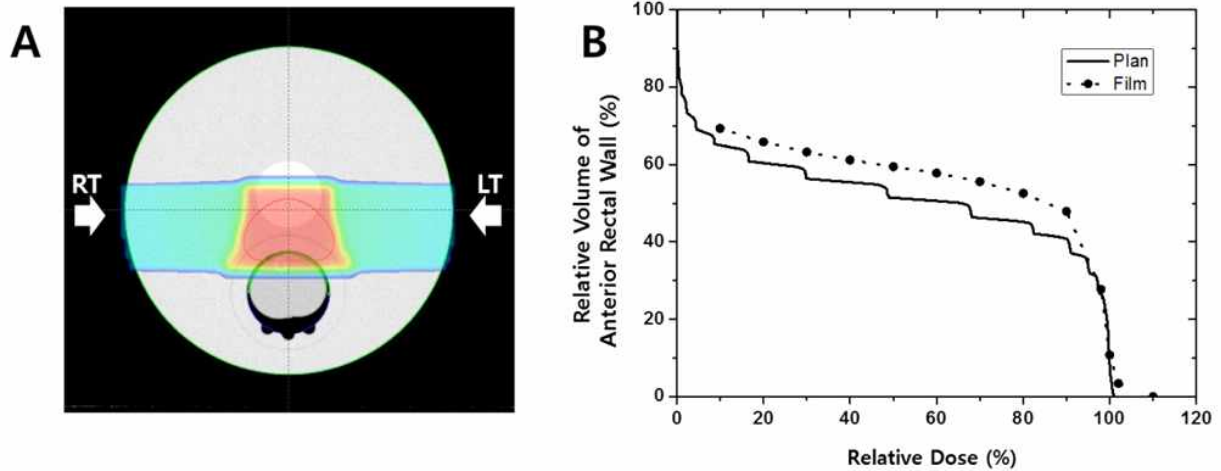 A
RT
LT
B
Relative Volume of
Anterior Rectal Wall (%)
100
80
60
40
20
0
Plan
Film
0 20 40 60 80 100 120
Relative Dose (%)